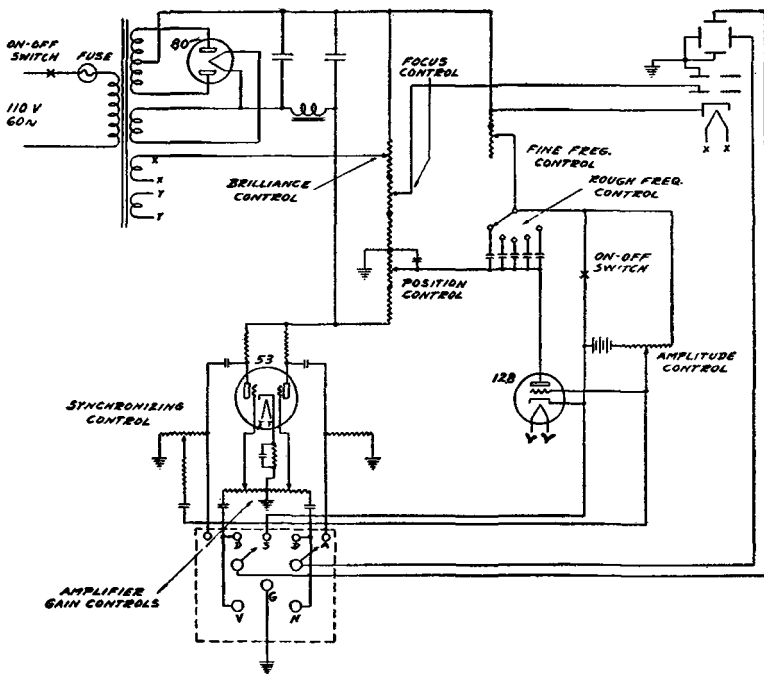 ON-OFF
SWITCH
FUSE
80
110 V
60~
X
X
Y
Y
BRILLIANCE
CONTROL
FOCUS
CONTROL
FINE FREQ.
CONTROL
ROUGH FREQ.
CONTROL
X X
ON-OFF
SWITCH
POSITION
CONTROL
AMPLITUDE
CONTROL
128
Y Y
53
Y Y
SYNCHRONIZING
CONTROL
S
A
AMPLIFIER
GAIN CONTROLS
G
V
H